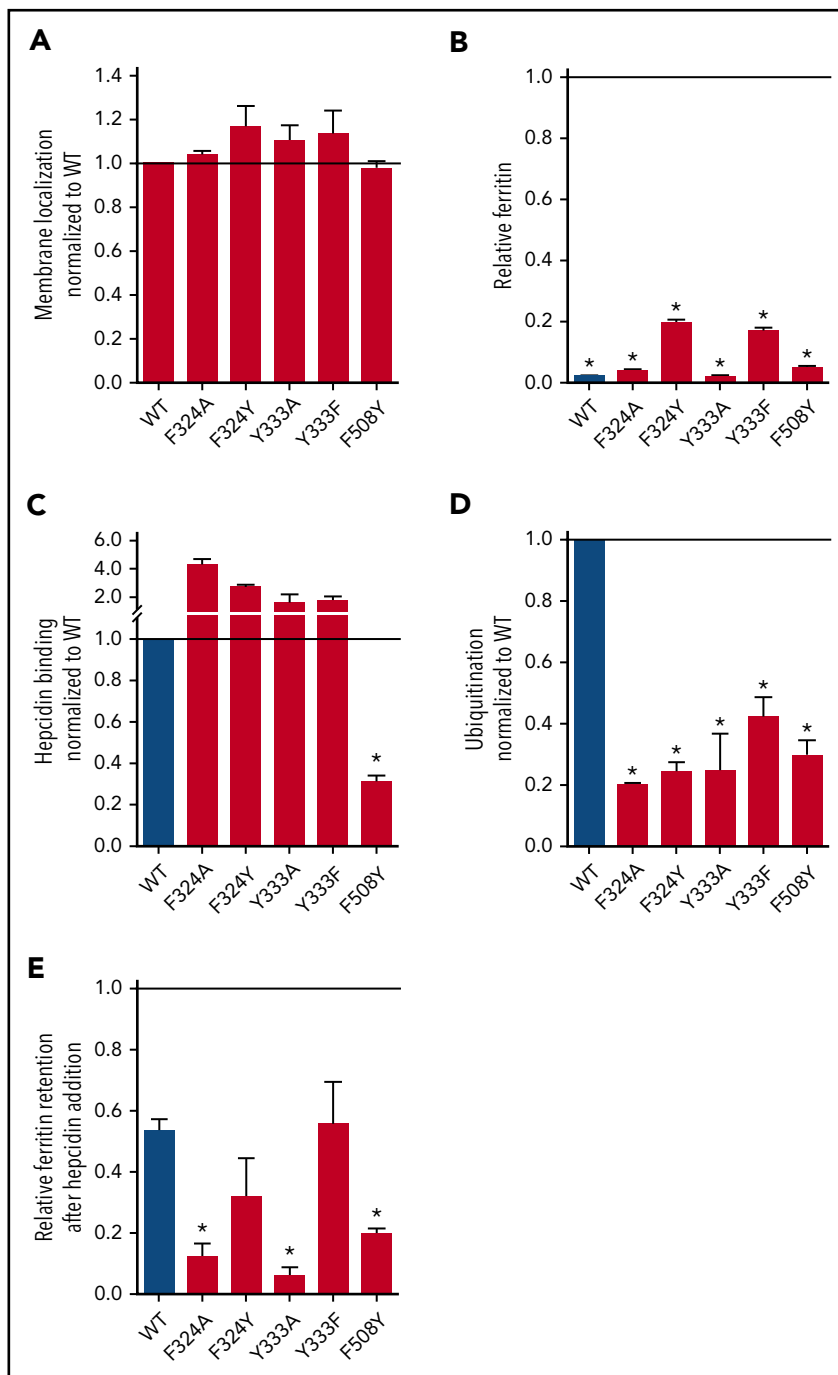 A
Membrane localization
normalized to WT
1.4
1.2
1.0
0.8
0.6
0.4
0.2
0.0
WT
F324A
F324Y
Y333A
Y333F
F508Y
B
Relative ferritin
1.0
0.8
0.6
0.4
0.2
0.0
* * * * * *
WT
F324A
F324Y
Y333A
Y333F
F508Y
C
Hepcidin binding
normalized to WT
6.0
4.0
2.0
1.0
0.8
0.6
0.4
0.2
0.0
*
WT
F324A
F324Y
Y333A
Y333F
F508Y
D
Ubiquitination
normalized to WT
1.0
0.8
0.6
0.4
0.2
0.0
* * * * *
WT
F324A
F324Y
Y333A
Y333F
F508Y
E
Relative ferritin retention
after hepcidin addition
1.0
0.8
0.6
0.4
0.2
0.0
* * *
WT
F324A
F324Y
Y333A
Y333F
F508Y